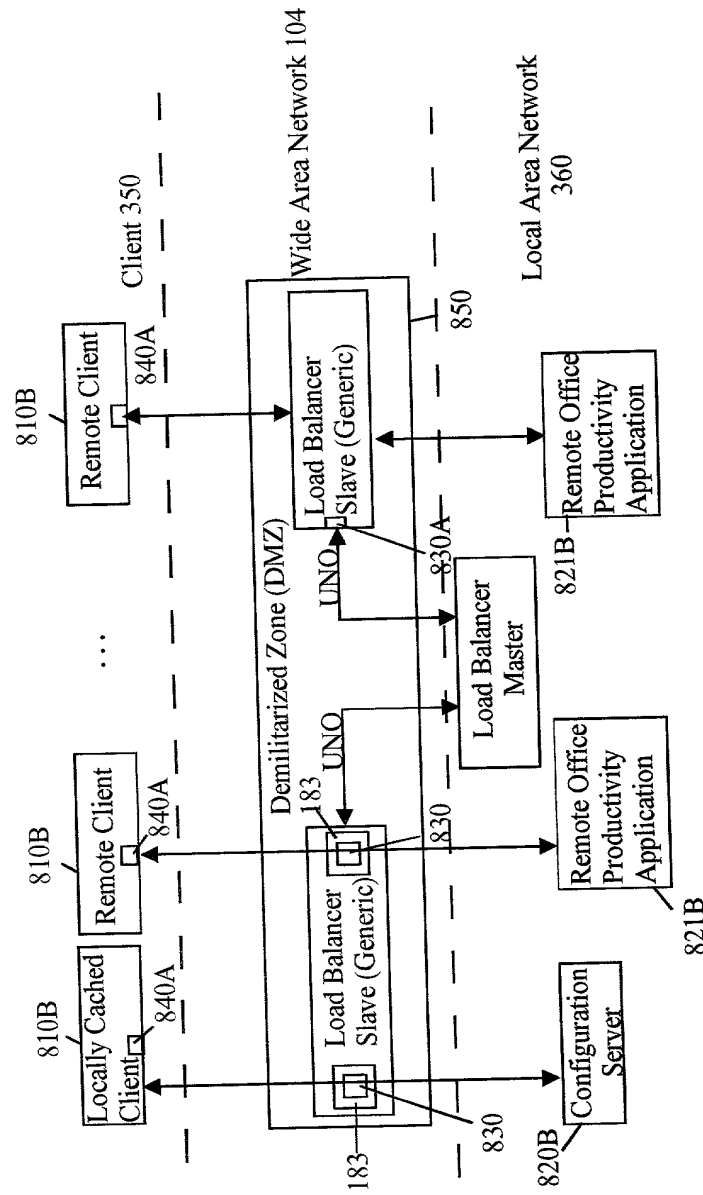 810B
Locally Cached
Client
840A
810B
Remote Client
840A
...
810B
Remote Client
840A
Client 350
Demilitarized Zone (DMZ)
Wide Area Network 104
Load Balancer
Slave (Generic)
183
830
183
830
UNO
UNO
Load Balancer
Slave (Generic)
830A
850
Load Balancer
Master
Local Area Network
360
Configuration
Server
820B
Remote Office
Productivity
Application
821B
Remote Office
Productivity
Application
821B